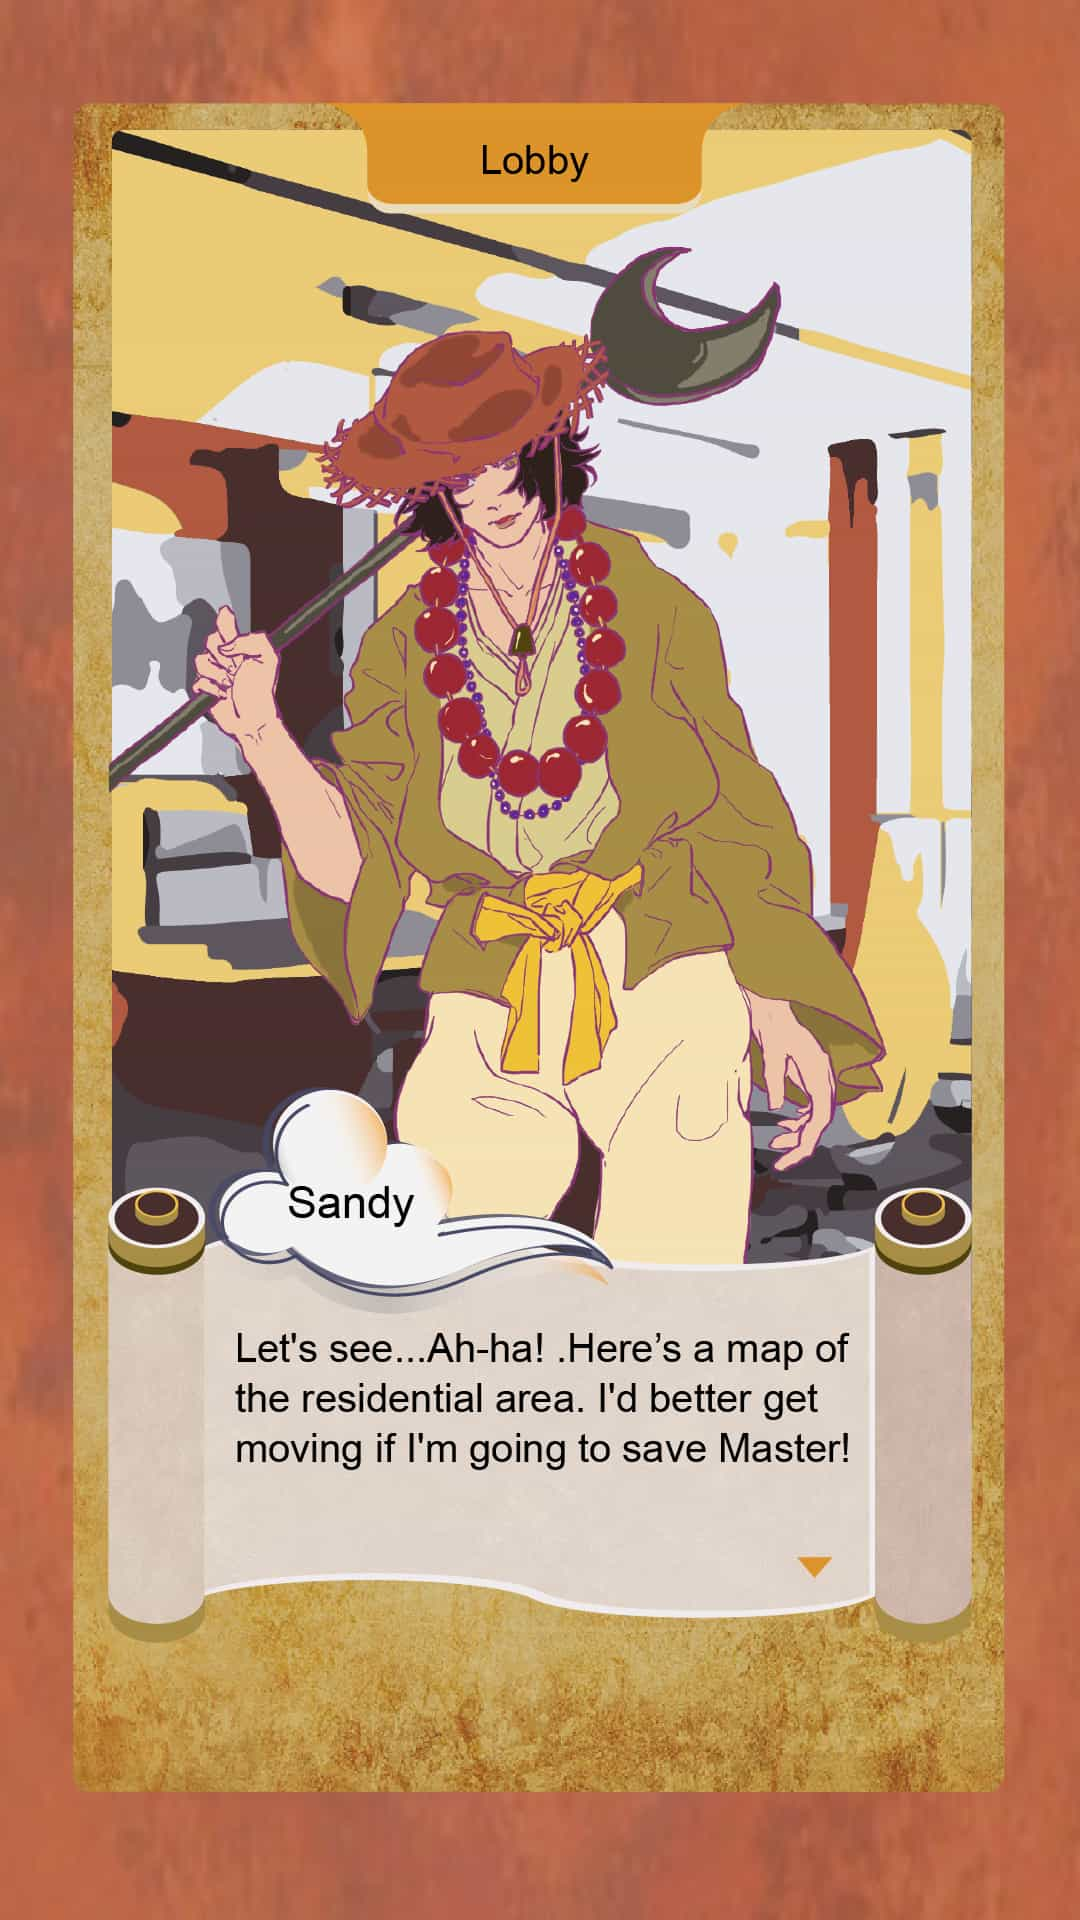 Lobby
Sandy
Let's see...Ah-ha! .Here’s a map of
the residential area. I'd better get
moving if I'm going to save Master!